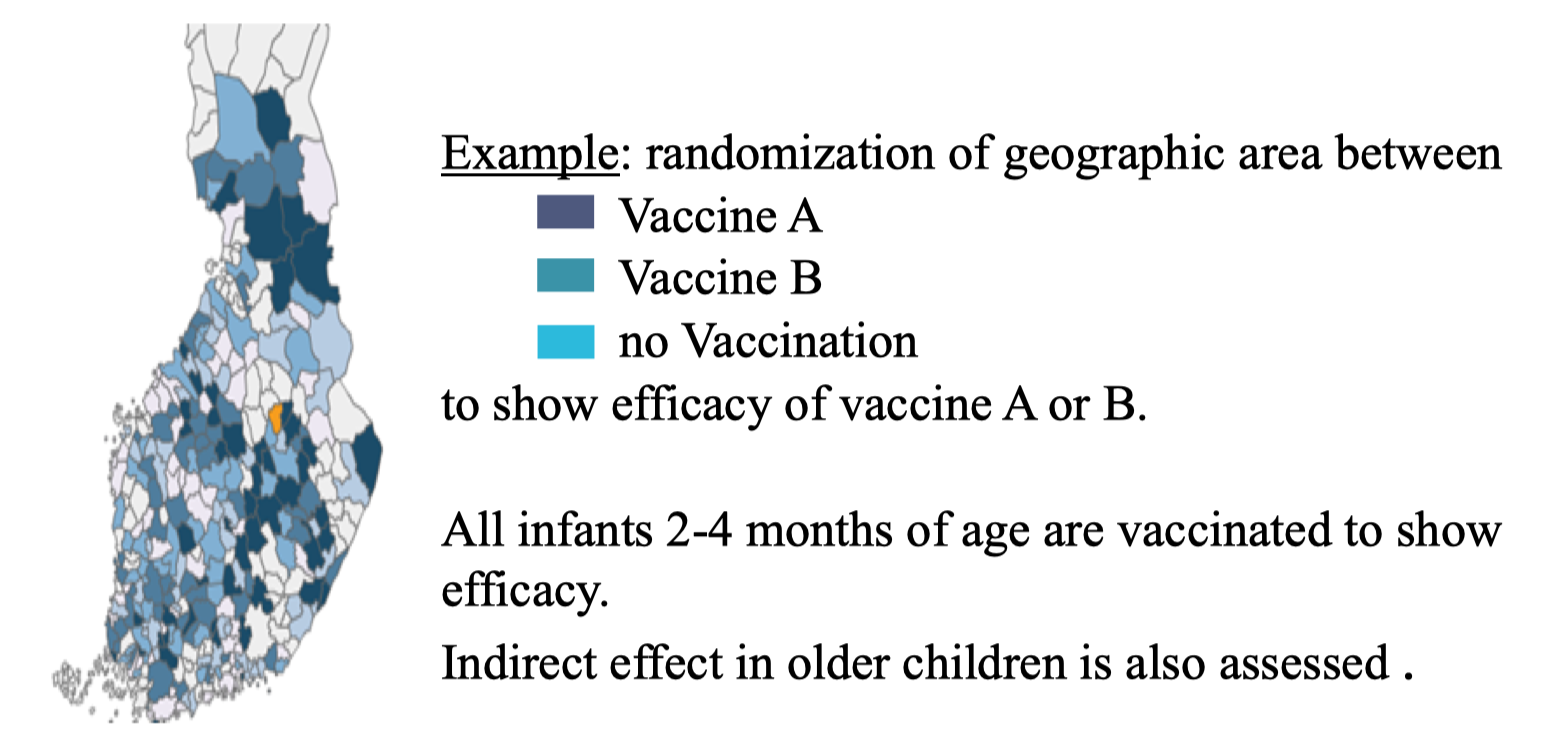 Example: randomization of geographic area between
Vaccine A
Vaccine B
no Vaccination
to show efficacy of vaccine A or B.
All infants 2-4 months of age are vaccinated to show
efficacy.
Indirect effect in older children is also assessed .